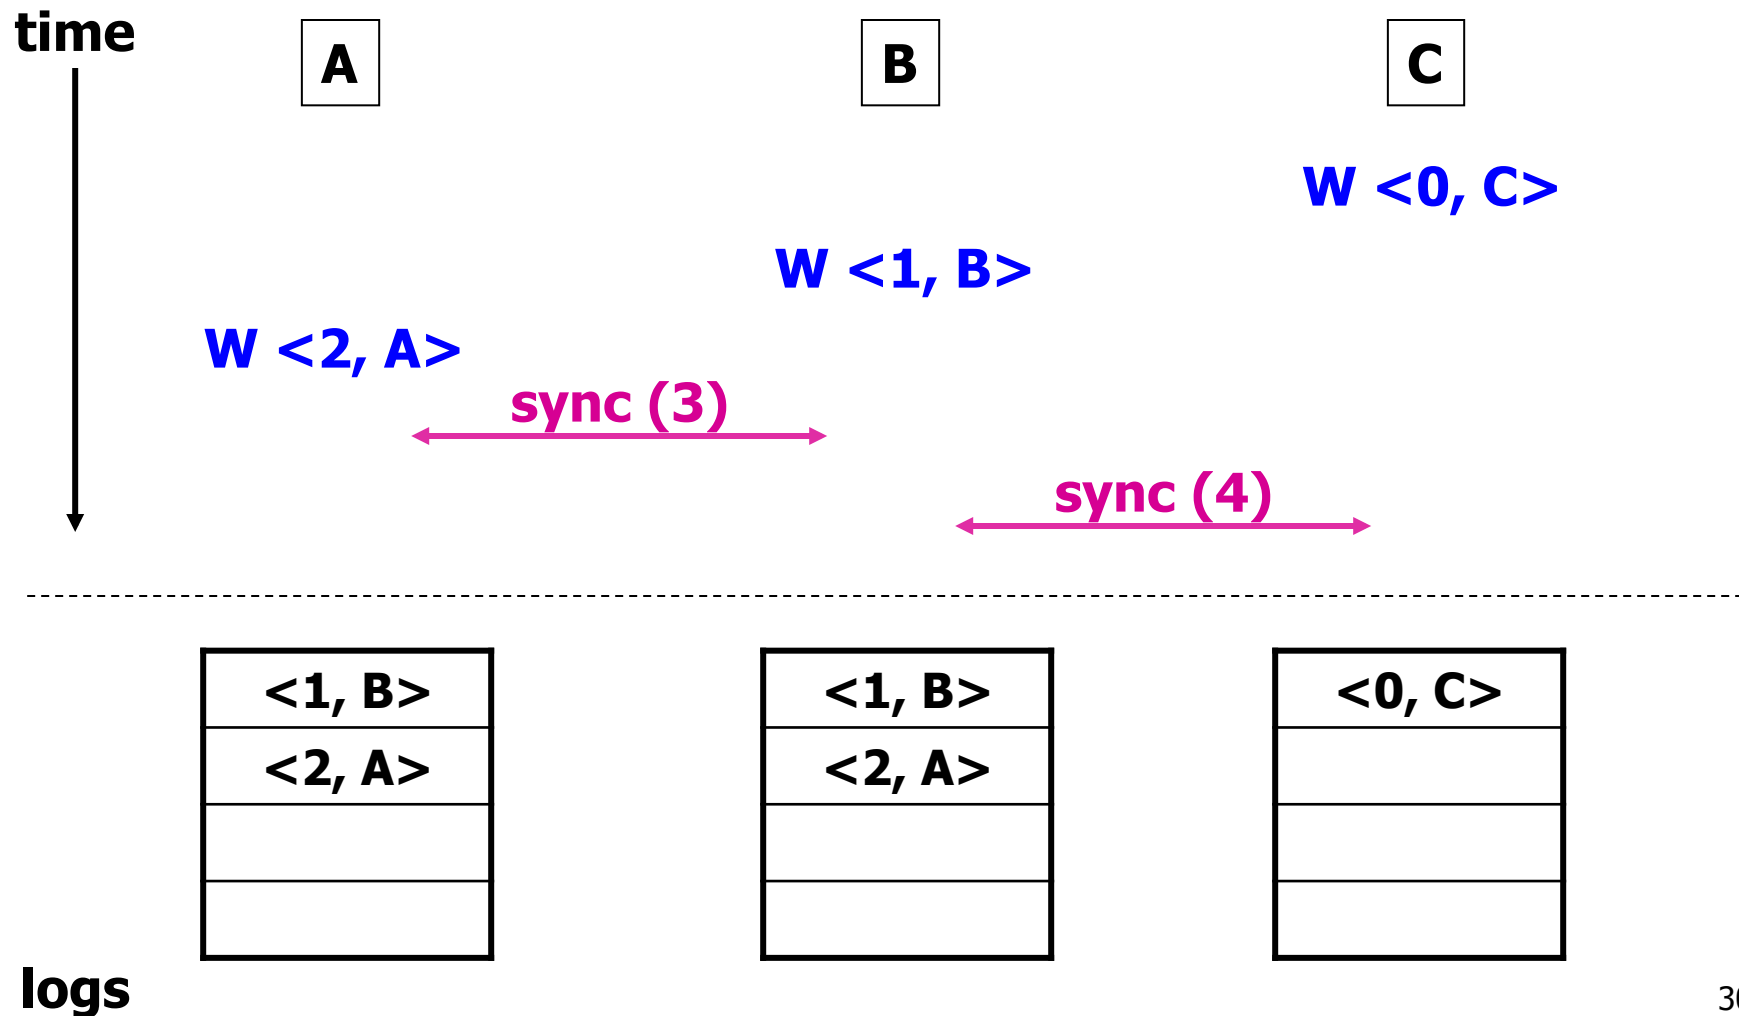 time
A B C
W <0, C>
W <1, B>
W <2, A>
sync (3)
sync (4)
<1, B> <1, B> <0, C>
<2, A> <2, A>
logs